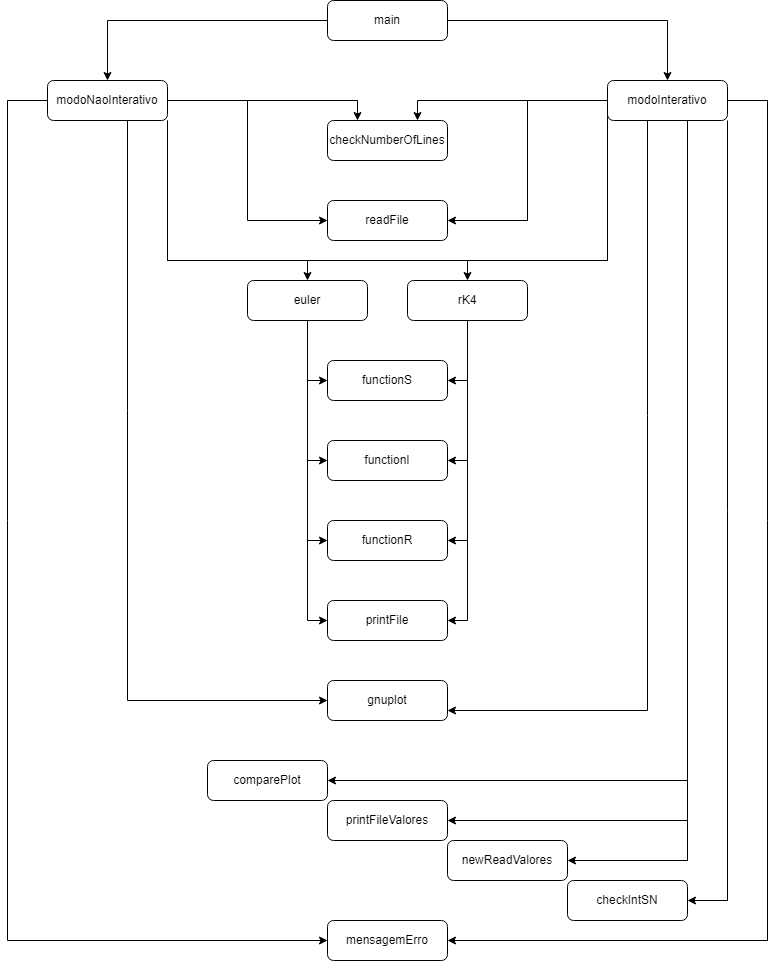 main
modoNaoInterativo
modoInterativo
checkNumberOfLines
readFile
euler
rK4
functionS
functionI
functionR
printFile
gnuplot
comparePlot
printFileValores
newReadValores
checkIntSN
mensagemErro